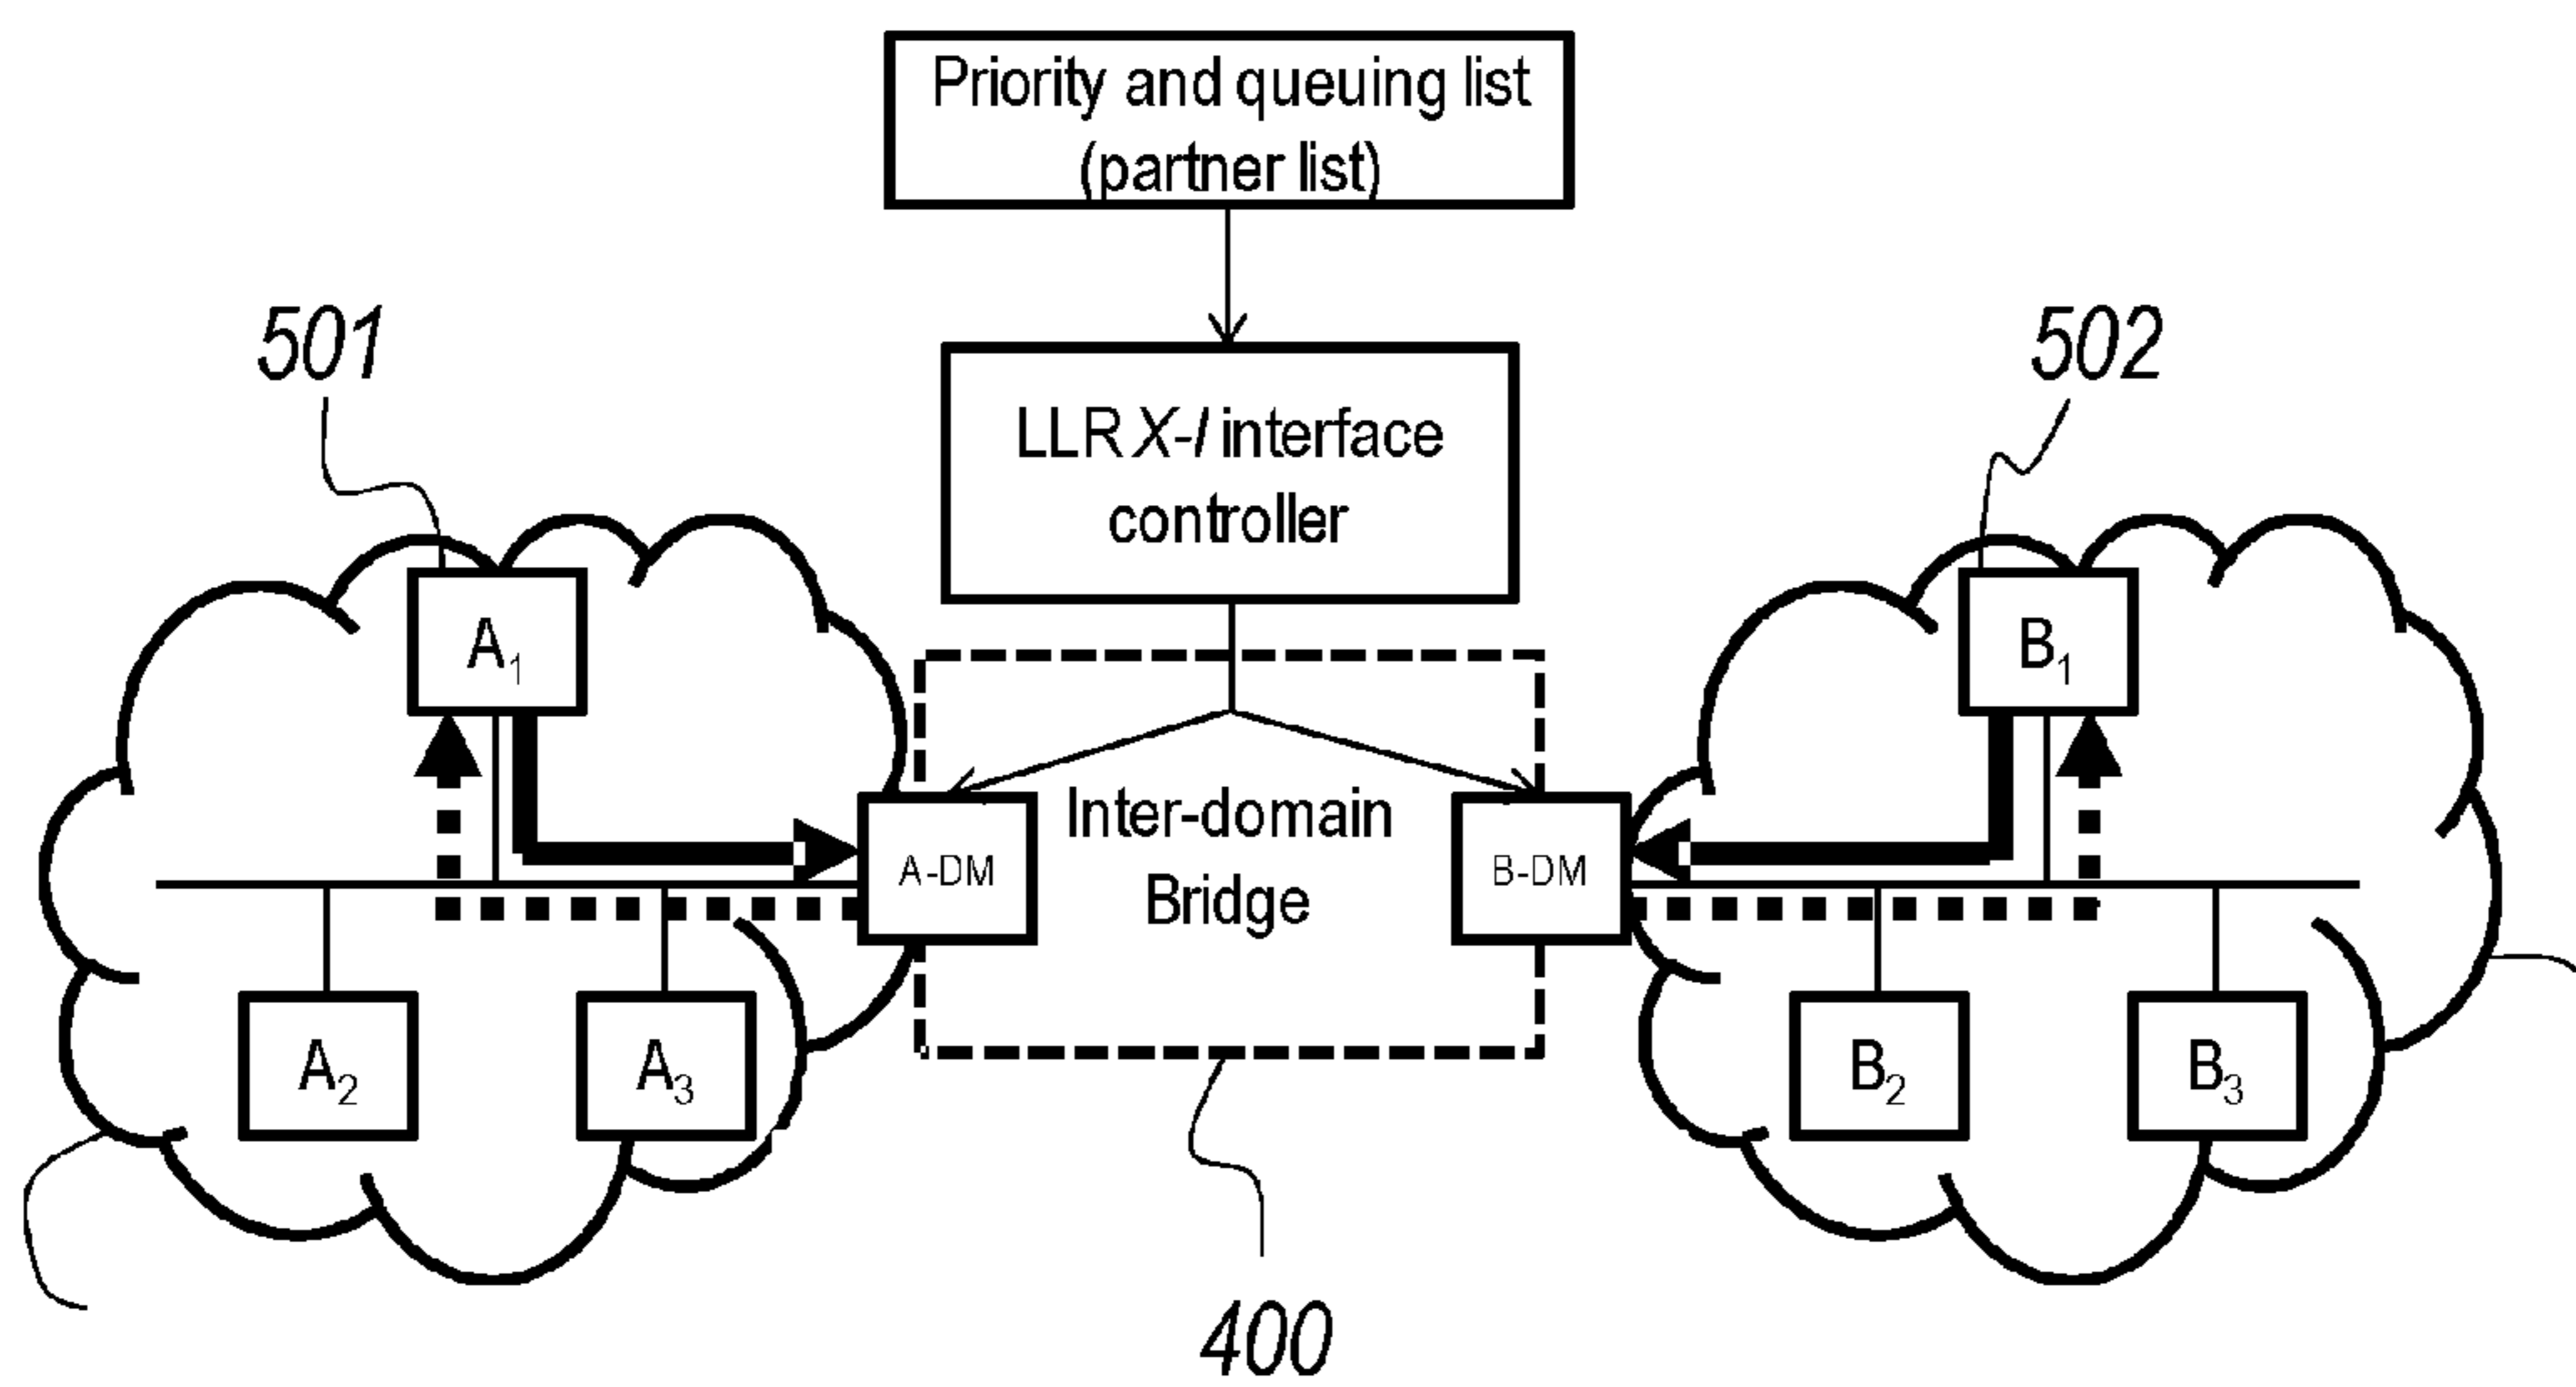 Priority and queuing list
(partner list)
501
502
LLR X-I interface
controller
A₁
B₁
A-DM
Inter-domain
Bridge
B-DM
A₂
A₃
B₂
B₃
400